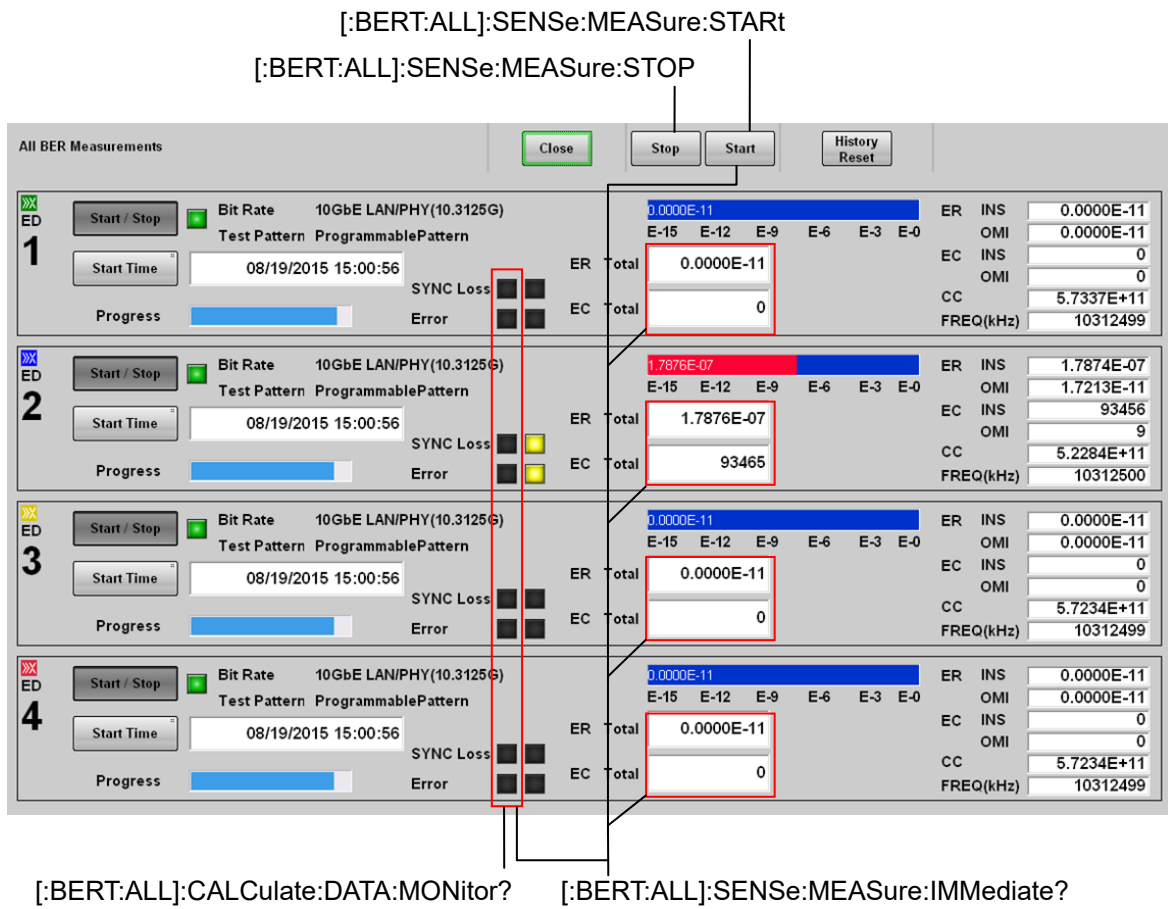 [:BERT:ALL]:SENSe:MEASure:STARt
[:BERT:ALL]:SENSe:MEASure:STOP
All BER Measurements
Close
Stop
Start
History
Reset
ED
1
Start / Stop
Bit Rate 10GbE LAN/PHY(10.3125G)
Test Pattern ProgrammablePattern
Start Time
08/19/2015 15:00:56
SYNC Loss
Progress
Error
0.0000E-11
E-15 E-12 E-9 E-6 E-3 E-0
ER Total 0.0000E-11
EC Total 0
ER INS 0.0000E-11
OMI 0.0000E-11
EC INS 0
OMI 0
CC 5.7337E+11
FREQ(kHz) 10312499
ED
2
Start / Stop
Bit Rate 10GbE LAN/PHY(10.3125G)
Test Pattern ProgrammablePattern
Start Time
08/19/2015 15:00:56
SYNC Loss
Progress
Error
1.7876E-07
E-15 E-12 E-9 E-6 E-3 E-0
ER Total 1.7876E-07
EC Total 93465
ER INS 1.7874E-07
OMI 1.7213E-11
EC INS 93456
OMI 9
CC 5.2284E+11
FREQ(kHz) 10312500
ED
3
Start / Stop
Bit Rate 10GbE LAN/PHY(10.3125G)
Test Pattern ProgrammablePattern
Start Time
08/19/2015 15:00:56
SYNC Loss
Progress
Error
0.0000E-11
E-15 E-12 E-9 E-6 E-3 E-0
ER Total 0.0000E-11
EC Total 0
ER INS 0.0000E-11
OMI 0.0000E-11
EC INS 0
OMI 0
CC 5.7234E+11
FREQ(kHz) 10312499
ED
4
Start / Stop
Bit Rate 10GbE LAN/PHY(10.3125G)
Test Pattern ProgrammablePattern
Start Time
08/19/2015 15:00:56
SYNC Loss
Progress
Error
0.0000E-11
E-15 E-12 E-9 E-6 E-3 E-0
ER Total 0.0000E-11
EC Total 0
ER INS 0.0000E-11
OMI 0.0000E-11
EC INS 0
OMI 0
CC 5.7234E+11
FREQ(kHz) 10312499
[:BERT:ALL]:CALCulate:DATA:MONitor?
[:BERT:ALL]:SENSe:MEASure:IMMediate?